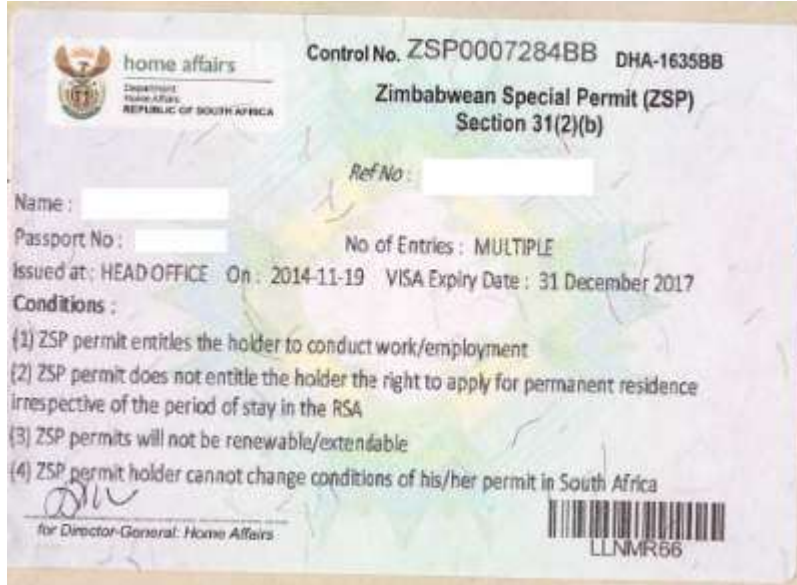 home affairs
Department:
Home Affairs
REPUBLIC OF SOUTH AFRICA
Control No. ZSP0007284BB DHA-1635BB
Zimbabwean Special Permit (ZSP)
Section 31(2)(b)
Ref No :
Name :
Passport No :
No of Entries : MULTIPLE
Issued at : HEAD OFFICE On : 2014-11-19 VISA Expiry Date : 31 December 2017
Conditions :
(1) ZSP permit entitles the holder to conduct work/employment
(2) ZSP permit does not entitle the holder the right to apply for permanent residence
irrespective of the period of stay in the RSA
(3) ZSP permits will not be renewable/extendable
(4) ZSP permit holder cannot change conditions of his/her permit in South Africa
for Director-General: Home Affairs
LLNMR66